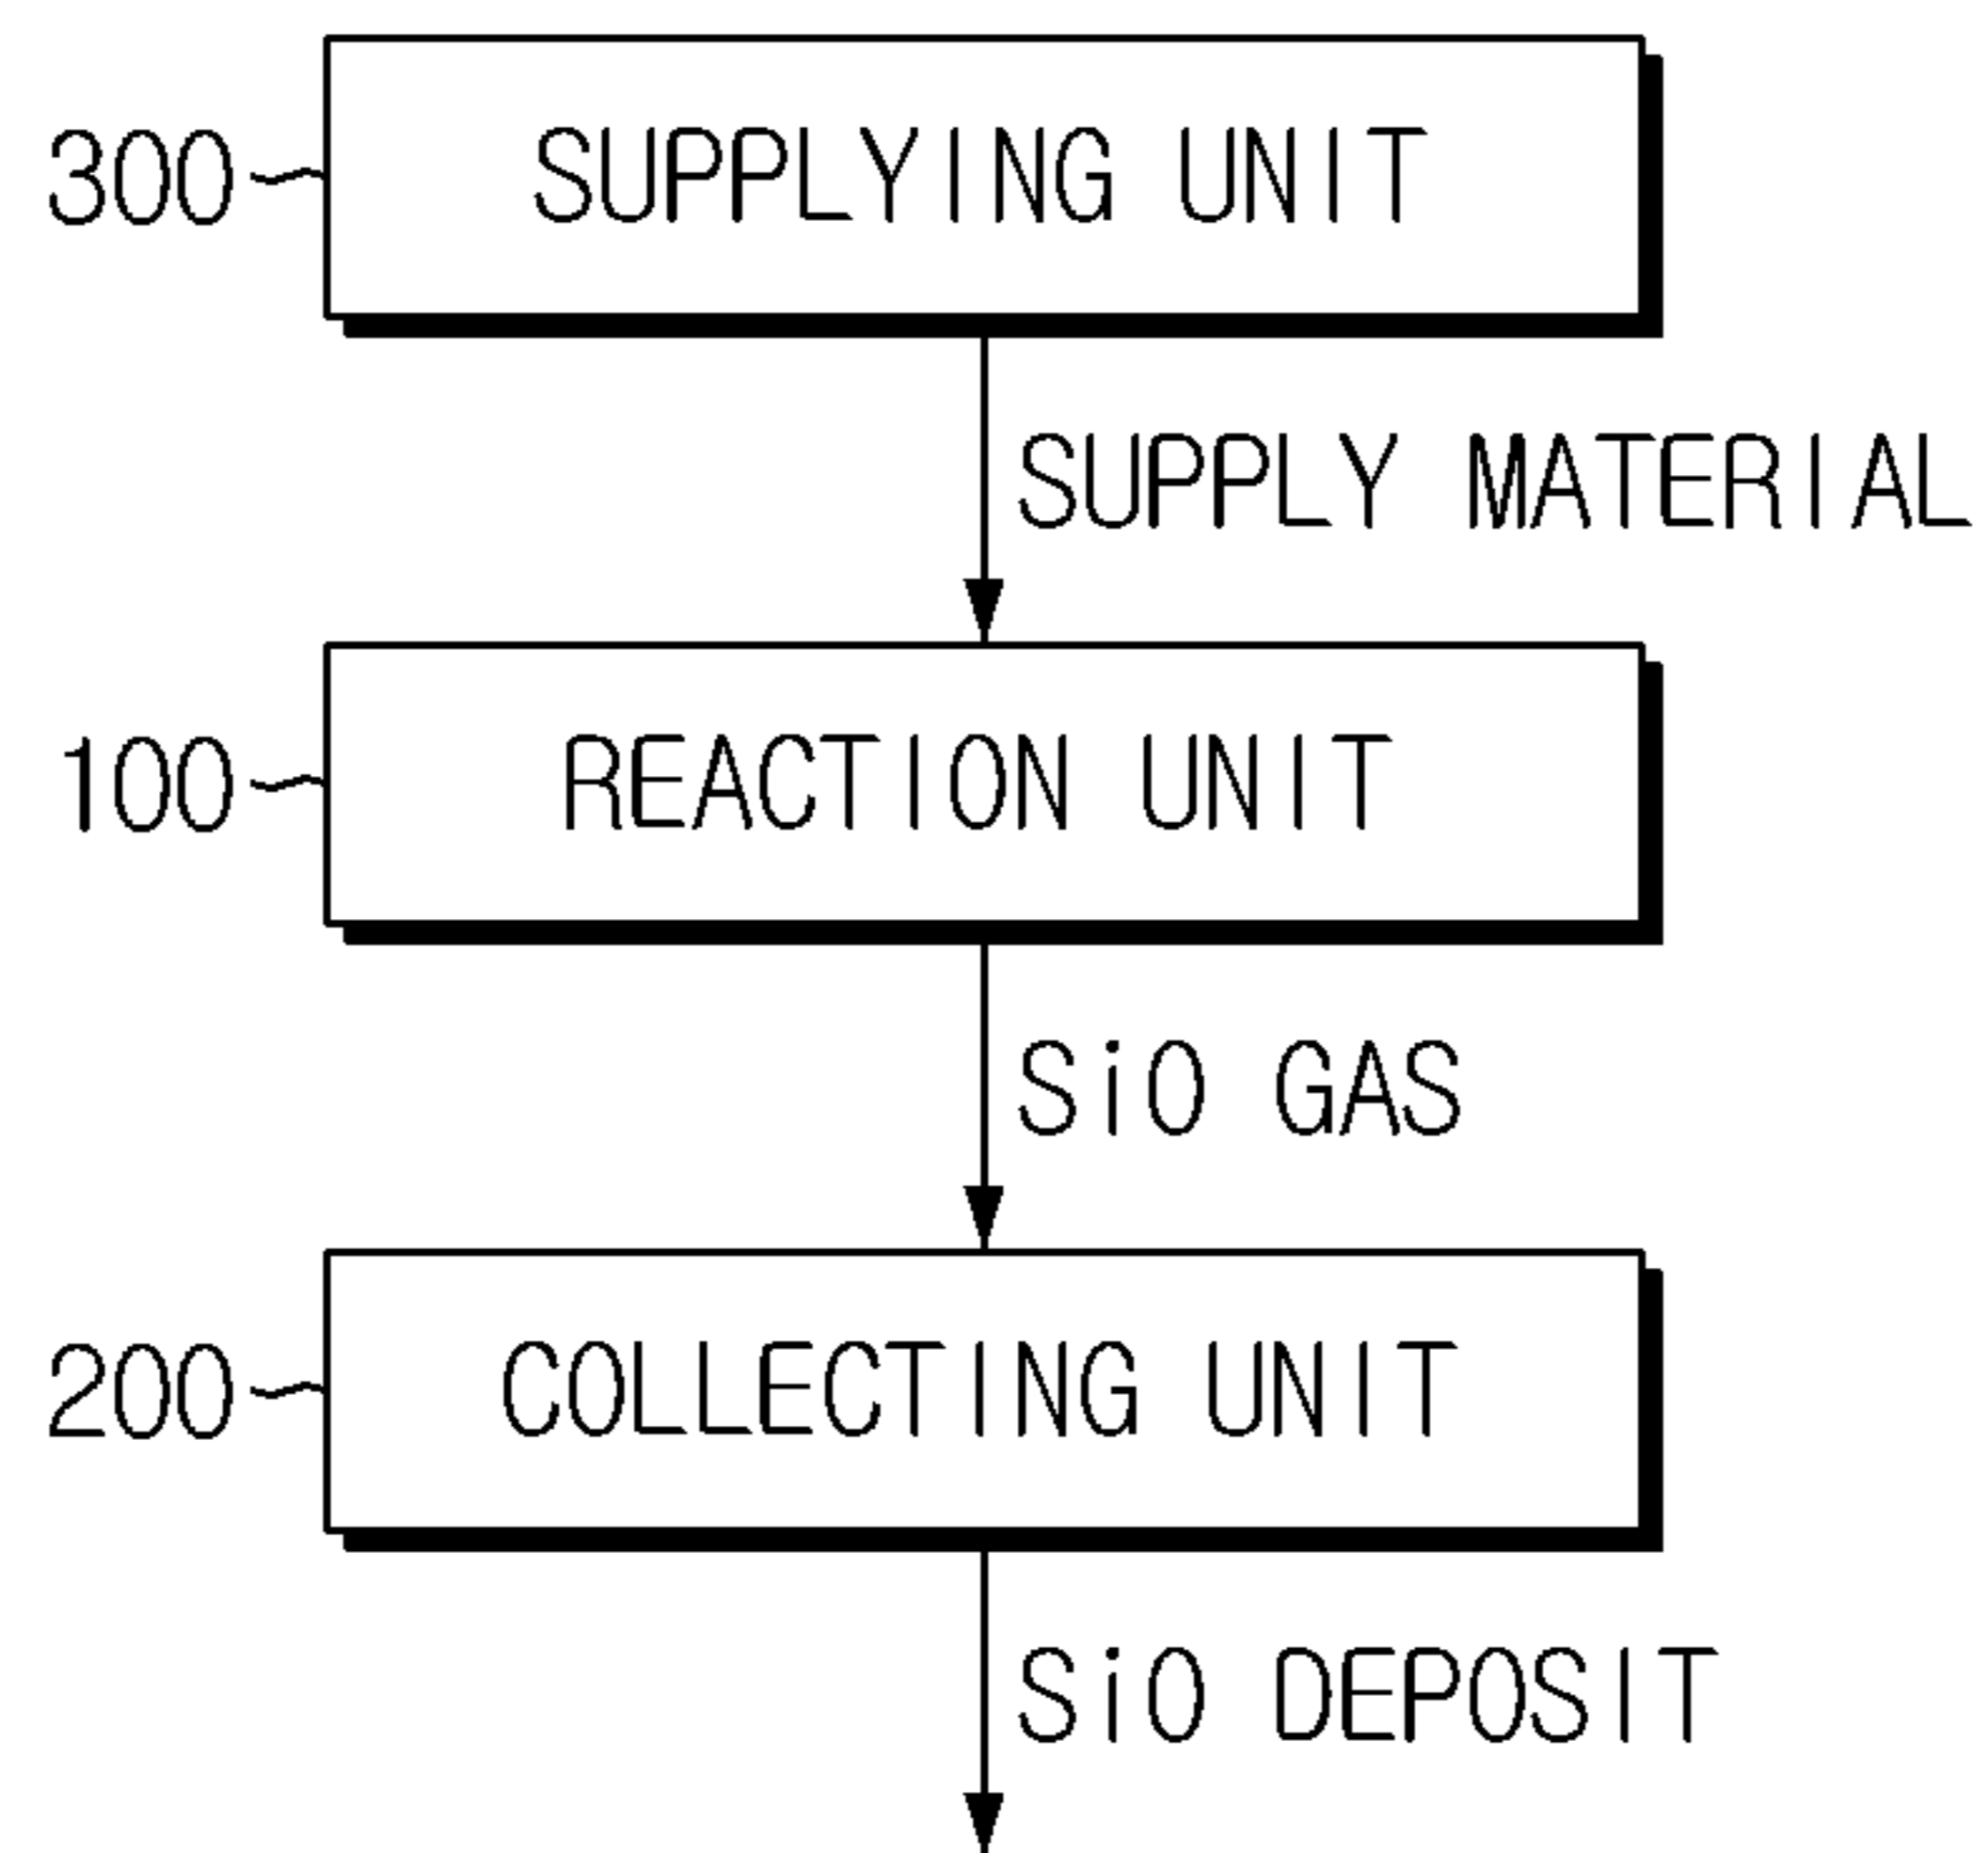 300 SUPPLYING UNIT
SUPPLY MATERIAL
100 REACTION UNIT
SiO GAS
200 COLLECTING UNIT
SiO DEPOSIT